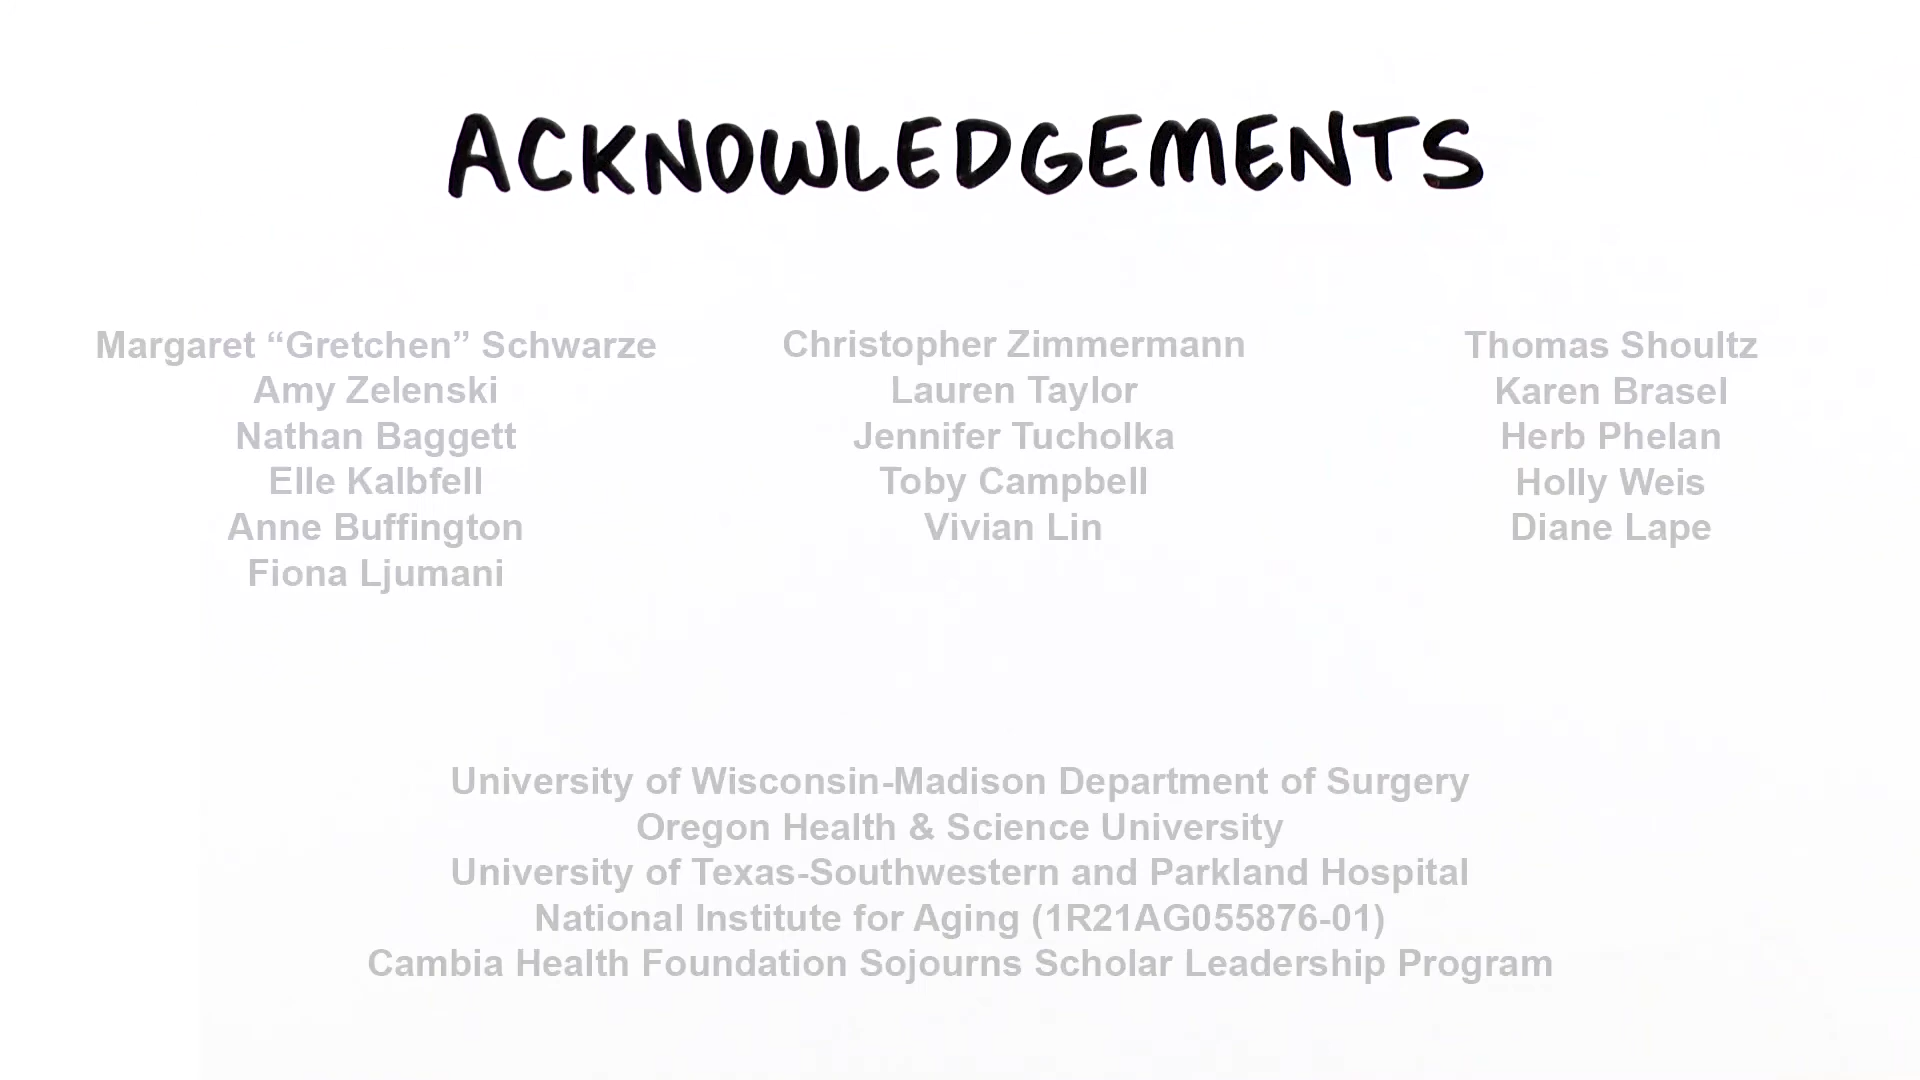 ACKNOWLEDGEMENTS
Margaret “Gretchen” Schwarze
Amy Zelenski
Nathan Baggett
Elle Kalbfell
Anne Buffington
Fiona Ljumani
Christopher Zimmermann
Lauren Taylor
Jennifer Tucholka
Toby Campbell
Vivian Lin
Thomas Shoultz
Karen Brasel
Herb Phelan
Holly Weis
Diane Lape
University of Wisconsin-Madison Department of Surgery
Oregon Health & Science University
University of Texas-Southwestern and Parkland Hospital
National Institute for Aging (1R21AG055876-01)
Cambia Health Foundation Sojourns Scholar Leadership Program